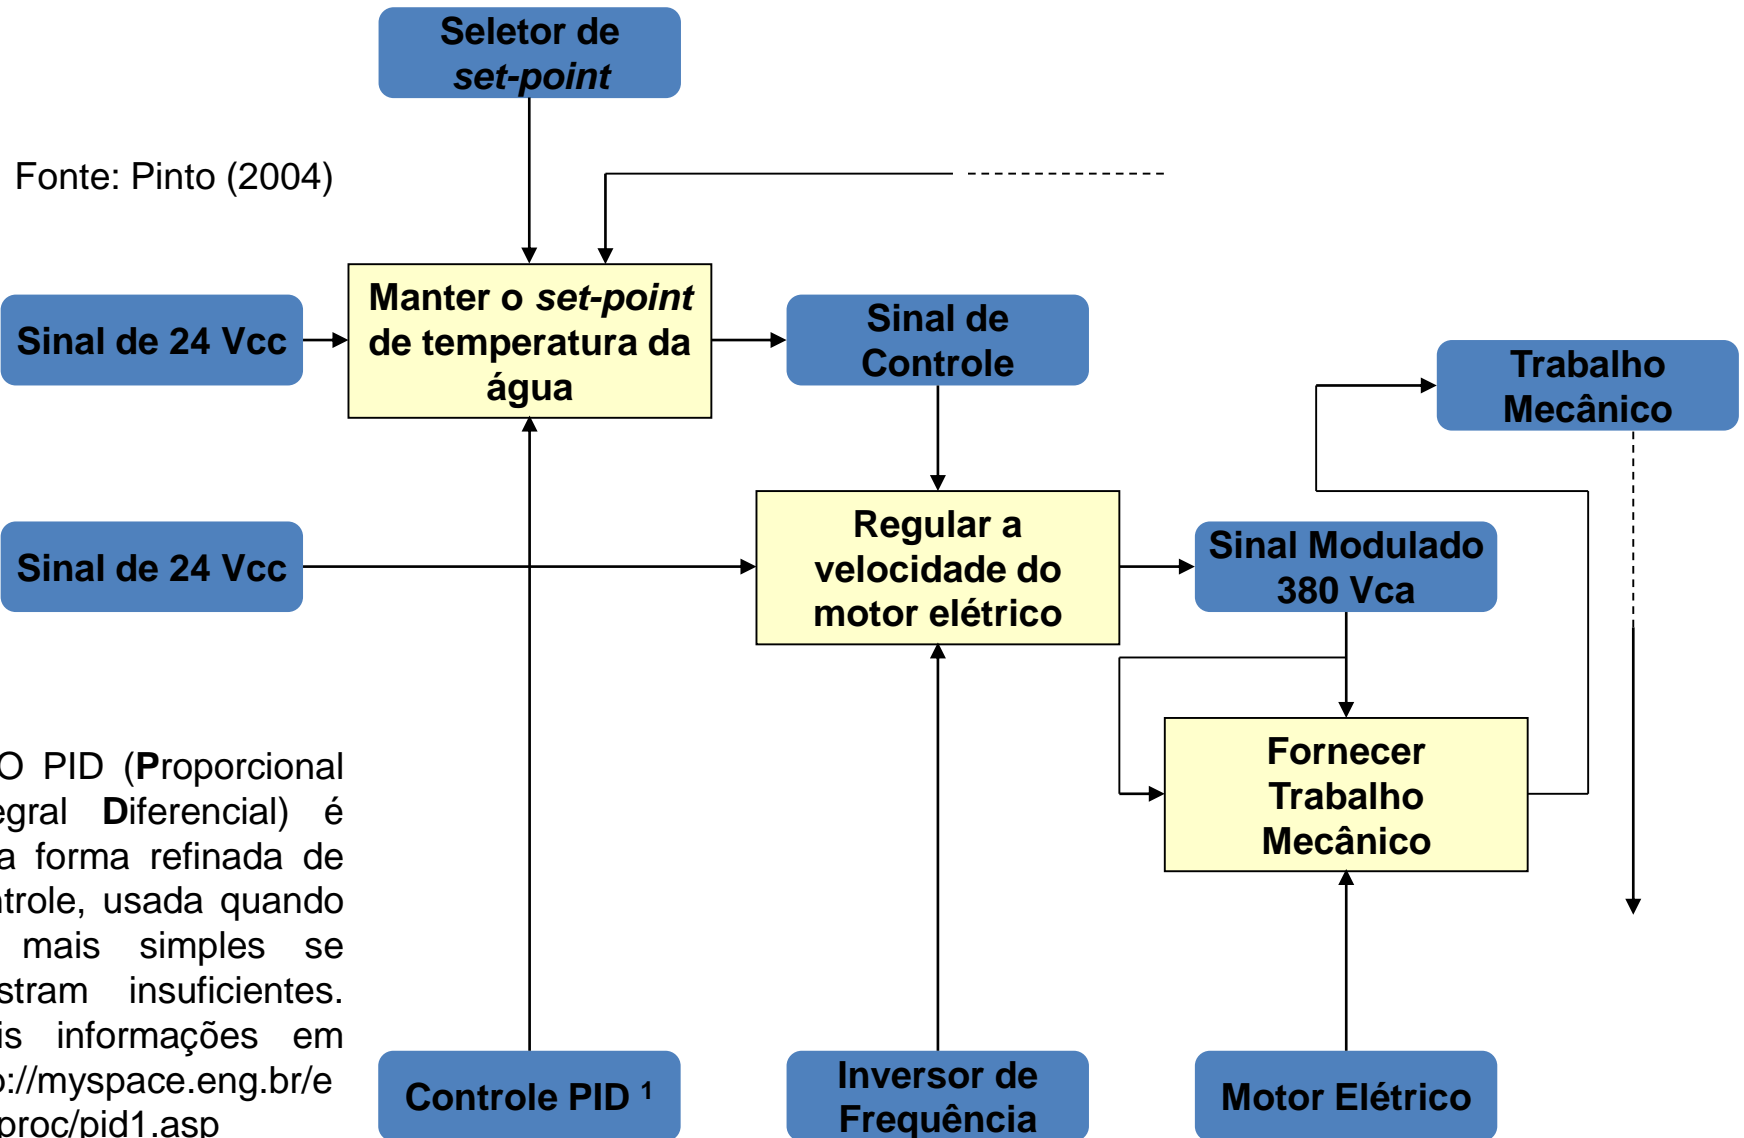 Seletor de
set-point
Fonte: Pinto (2004)
Manter o set-point
de temperatura da
água
Sinal de 24 Vcc
Sinal de
Controle
Trabalho
Mecânico
Sinal de 24 Vcc
Regular a
velocidade do
motor elétrico
Sinal Modulado
380 Vca
Fornecer
Trabalho
Mecânico
O PID (Proporcional
egral Diferencial) é
a forma refinada de
ntrole, usada quando
mais simples se
stram insuficientes.
is informações em
o://myspace.eng.br/e
proc/pid1.asp
Controle PID ¹
Inversor de
Frequência
Motor Elétrico